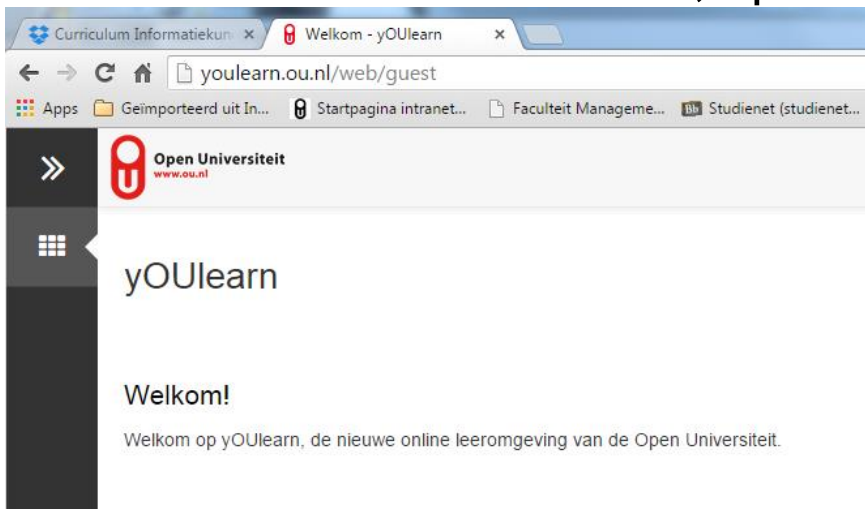 Curriculum Informatiekun
Welkom - yOUlearn
youlearn.ou.nl/web/guest
Apps
Geïmporteerd uit In...
Startpagina intranet...
Faculteit Manageme...
Bb
Studienet (studienet...
Open Universiteit
www.ou.nl
yOUlearn
Welkom!
Welkom op yOUlearn, de nieuwe online leeromgeving van de Open Universiteit.